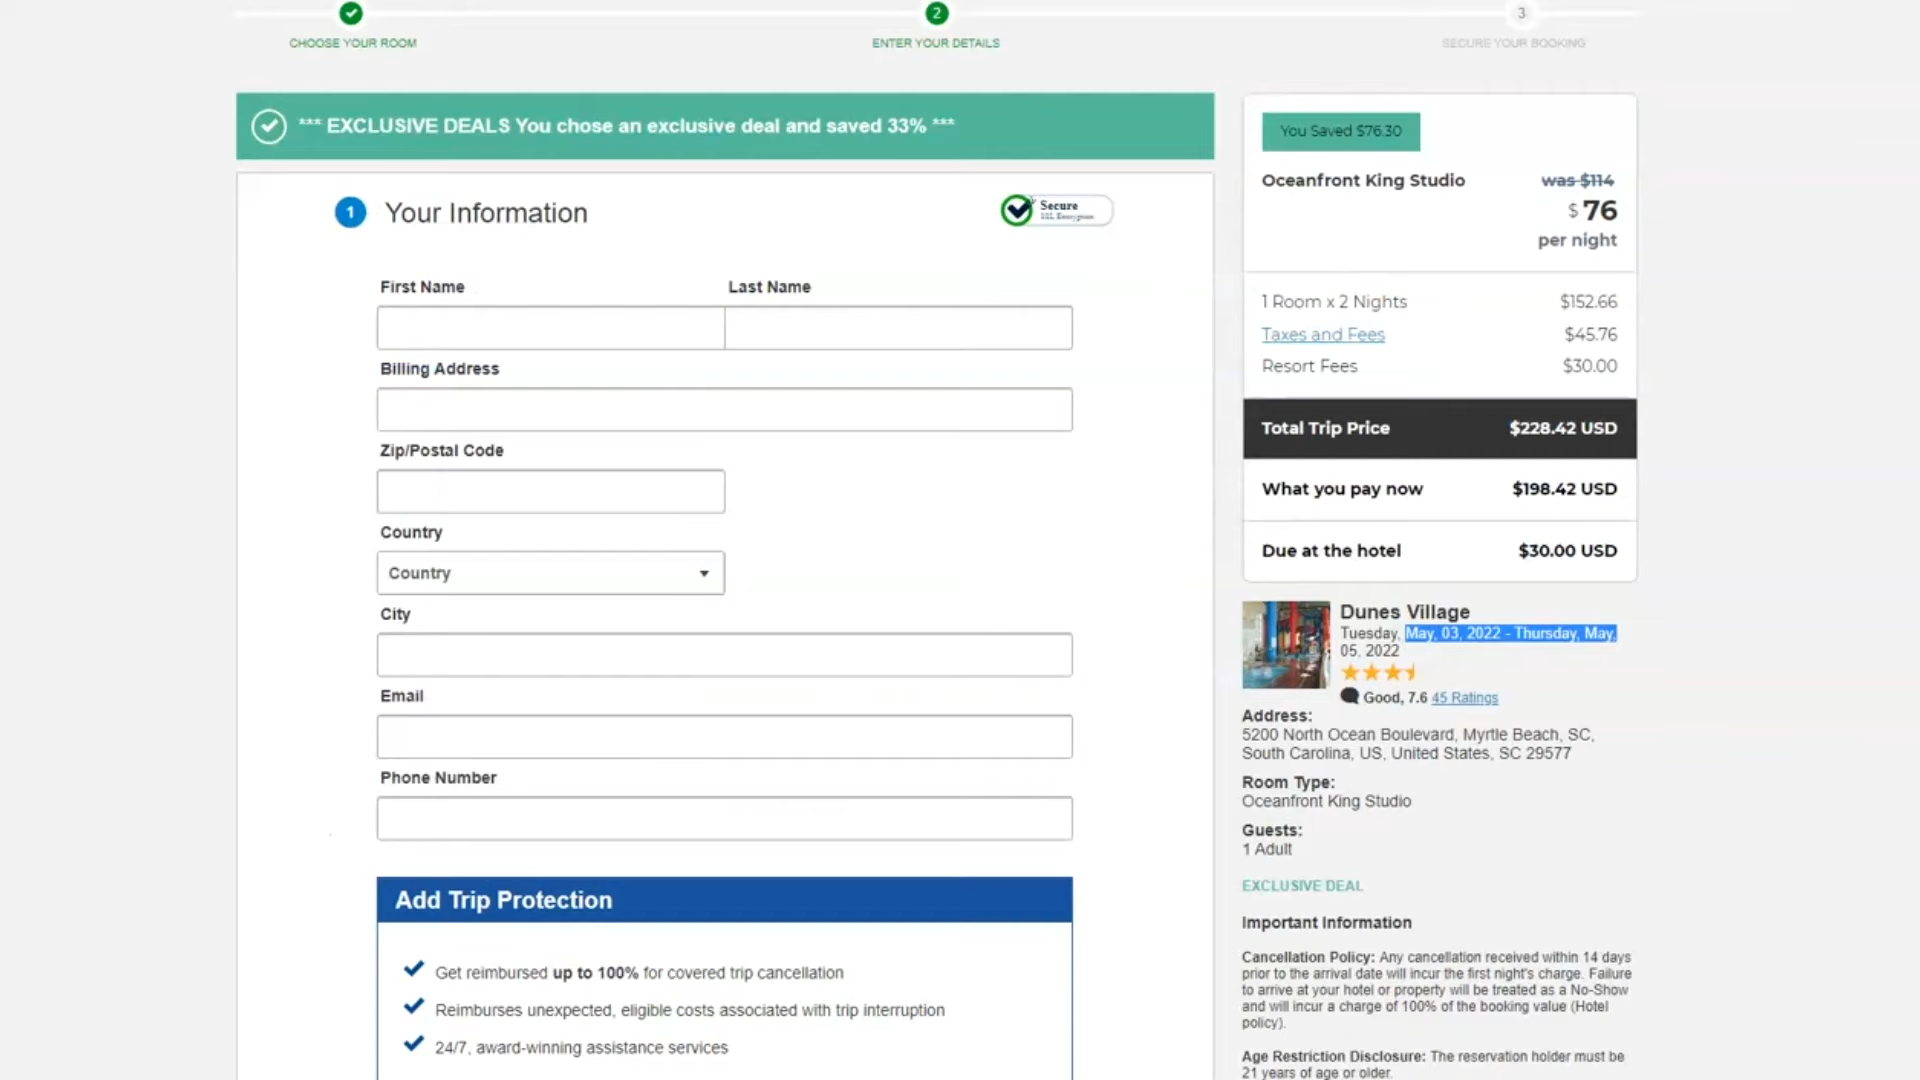 2
3
CHOOSE YOUR ROOM
ENTER YOUR DETAILS
SECURE YOUR BOOKING
*** EXCLUSIVE DEALS You chose an exclusive deal and saved 33% ***
1 Your Information
Secure
SSL Encryption
First Name
Last Name
Billing Address
Zip/Postal Code
Country
Country
City
Email
Phone Number
Add Trip Protection
Get reimbursed up to 100% for covered trip cancellation
Reimburses unexpected, eligible costs associated with trip interruption
24/7, award-winning assistance services
You Saved $76.30
Oceanfront King Studio
was $114
$ 76
per night
1 Room x 2 Nights $152.66
Taxes and Fees $45.76
Resort Fees $30.00
Total Trip Price $228.42 USD
What you pay now $198.42 USD
Due at the hotel $30.00 USD
Dunes Village
Tuesday, May, 03, 2022 - Thursday, May,
05, 2022
Good, 7.6 45 Ratings
Address:
5200 North Ocean Boulevard, Myrtle Beach, SC,
South Carolina, US, United States, SC 29577
Room Type:
Oceanfront King Studio
Guests:
1 Adult
EXCLUSIVE DEAL
Important Information
Cancellation Policy: Any cancellation received within 14 days
prior to the arrival date will incur the first night's charge. Failure
to arrive at your hotel or property will be treated as a No-Show
and will incur a charge of 100% of the booking value (Hotel
policy).
Age Restriction Disclosure: The reservation holder must be
21 years of age or older.